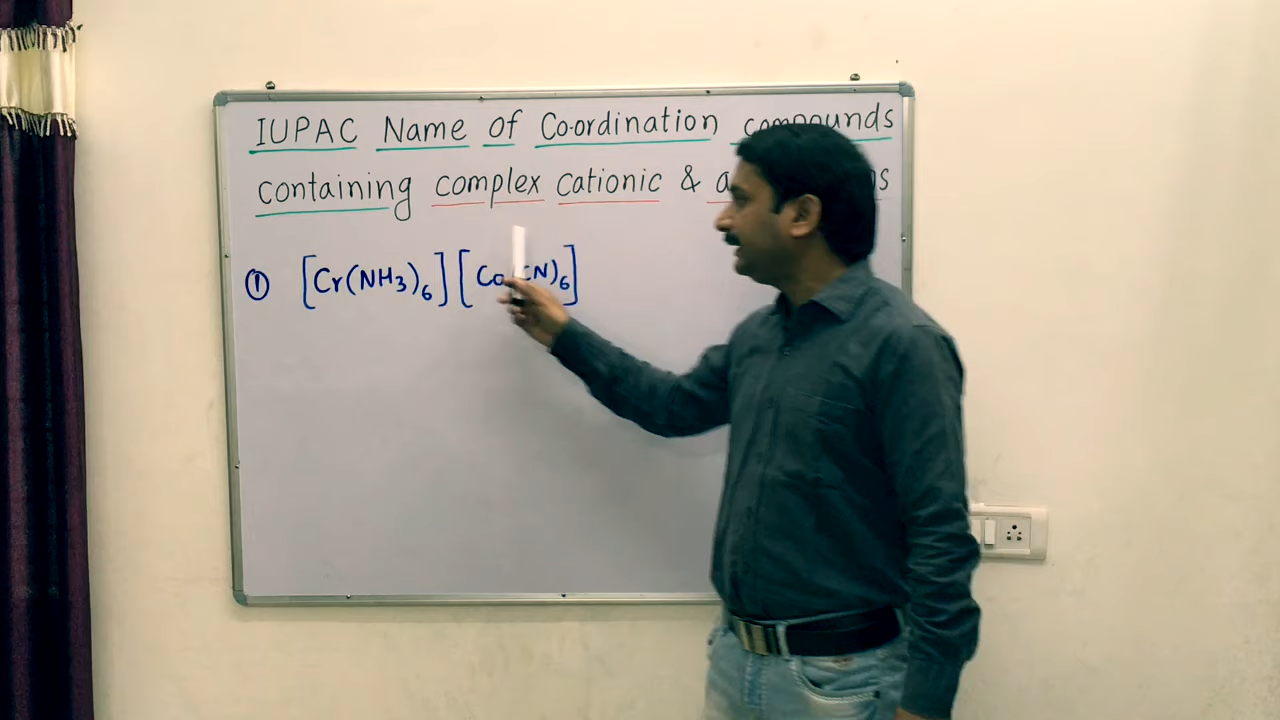 IUPAC Name of Co-ordination compounds
containing complex cationic &
① [Cr(NH3)6] [Co(CN)6]